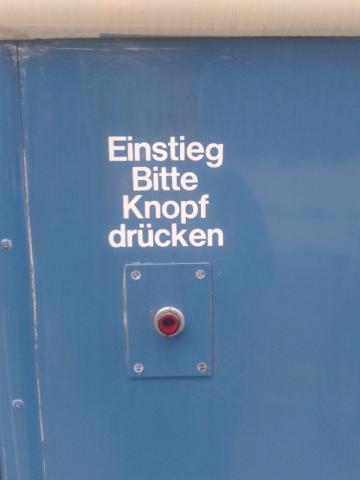 Einstieg
Bitte
Knopf
drücken